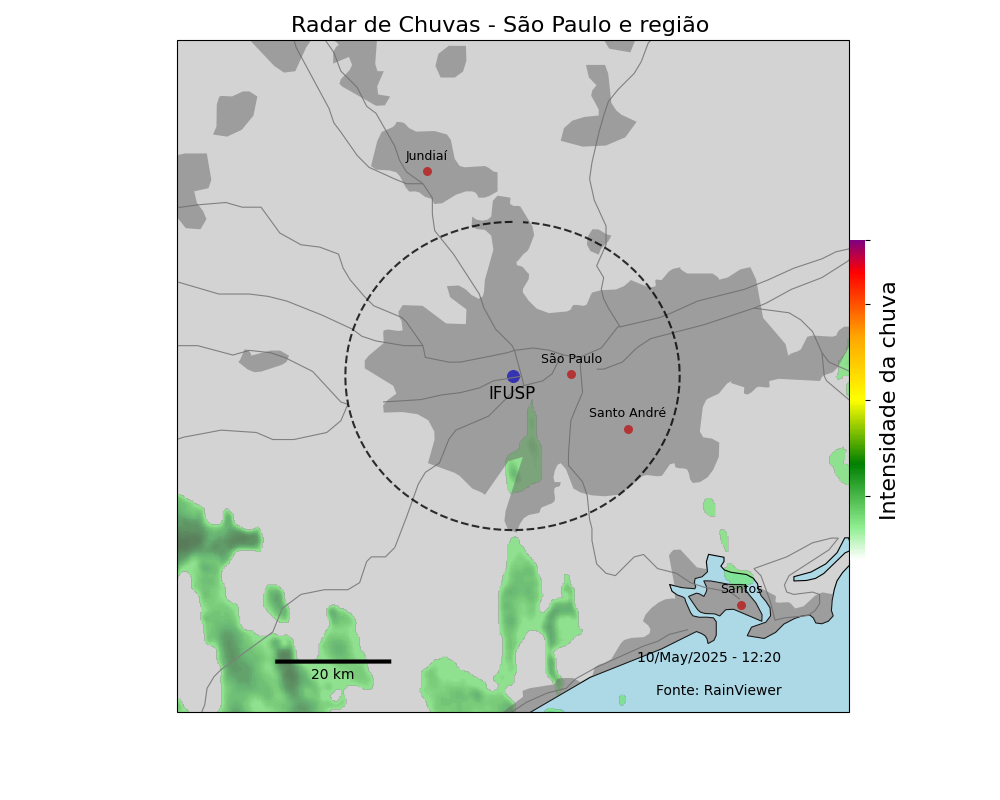 Radar de Chuvas - São Paulo e região
Jundiaí
São Paulo
IFUSP
Santo André
Intensidade da chuva
Santos
10/May/2025 - 12:20
20 km
Fonte: RainViewer